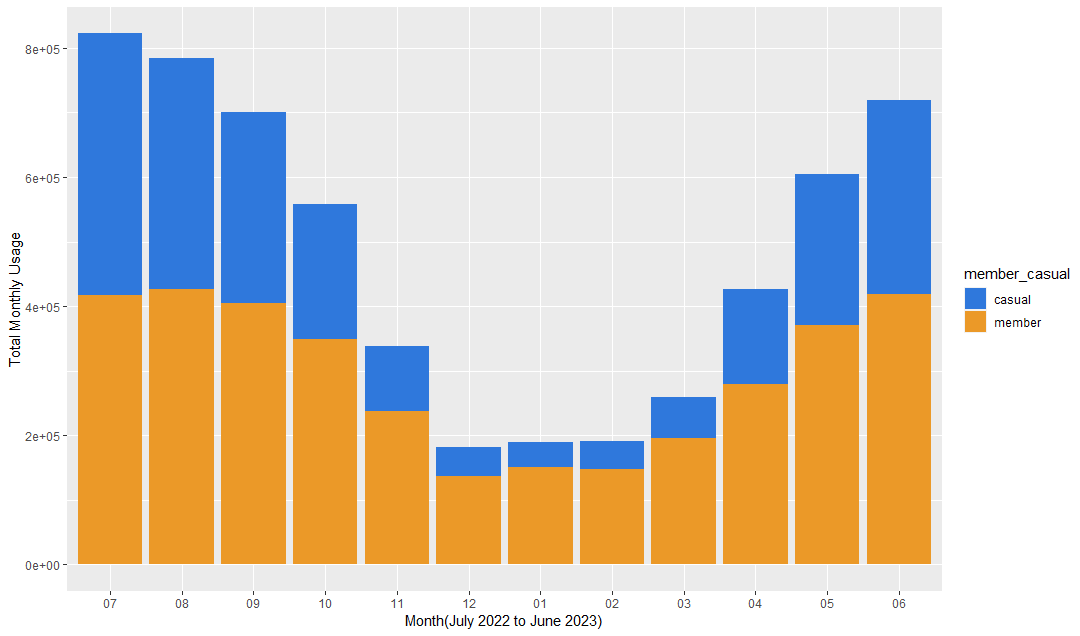 8e+05
6e+05
4e+05
2e+05
0e+00
Total Monthly Usage
07 08 09 10 11 12 01 02 03 04 05 06
Month(July 2022 to June 2023)
member_casual
casual
member